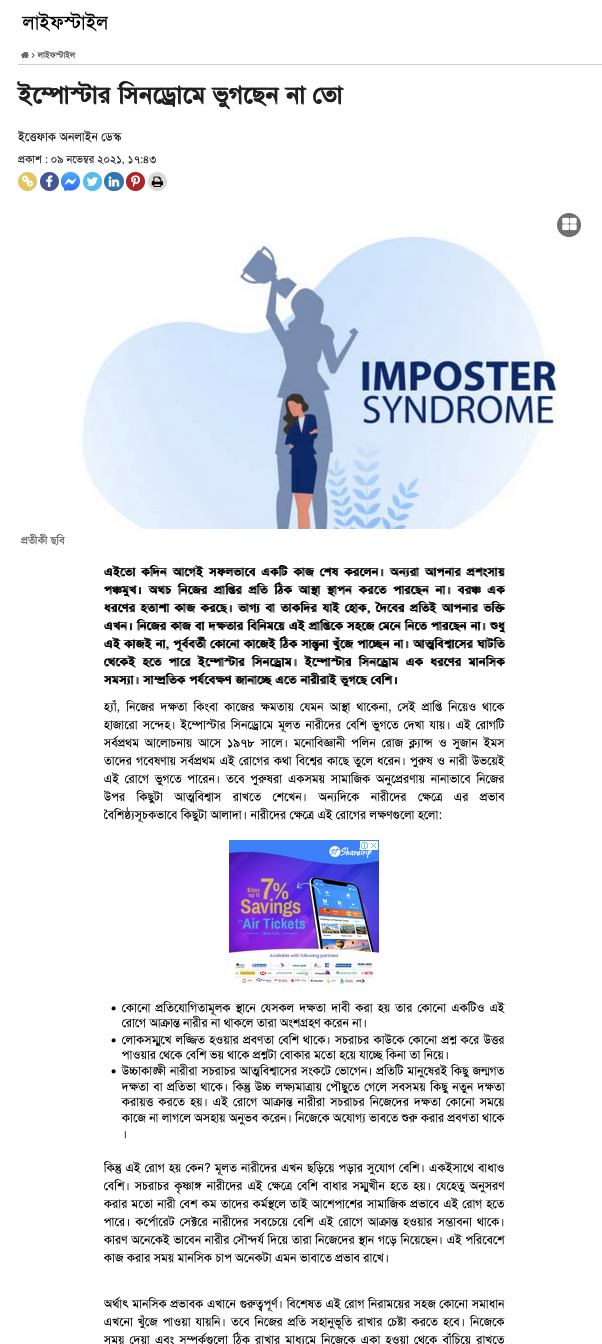 লাইফস্টাইল
› লাইফস্টাইল
ইম্পোস্টার সিনড্রোমে ভুগছেন না তো
ইত্তেফাক অনলাইন ডেস্ক
প্রকাশ : ০৯ নভেম্বর ২০২১, ১৭:৪৩
IMPOSTER
SYNDROME
প্রতীকী ছবি
এইতো কদিন আগেই সফলভাবে একটি কাজ শেষ করলেন। অন্যরা আপনার প্রশংসায়
পঞ্চমুখ। অথচ নিজের প্রাপ্তির প্রতি ঠিক আস্থা স্থাপন করতে পারছেন না। বরঞ্চ এক
ধরণের হতাশা কাজ করছে। ভাগ্য বা তাকদির যাই হোক, দৈবের প্রতিই আপনার ভক্তি
এখন। নিজের কাজ বা দক্ষতার বিনিময়ে এই প্রাপ্তিকে সহজে মেনে নিতে পারছেন না। শুধু
এই কাজই না, পূর্ববর্তী কোনো কাজেই ঠিক সান্ত্বনা খুঁজে পাচ্ছেন না। আত্মবিশ্বাসের ঘাটতি
থেকেই হতে পারে ইম্পোস্টার সিনড্রোম। ইম্পোস্টার সিনড্রোম এক ধরণের মানসিক
সমস্যা। সাম্প্রতিক পর্যবেক্ষণ জানাচ্ছে এতে নারীরাই ভুগছে বেশি।
হ্যাঁ, নিজের দক্ষতা কিংবা কাজের ক্ষমতায় যেমন আস্থা থাকেনা, সেই প্রাপ্তি নিয়েও থাকে
হাজারো সন্দেহ। ইম্পোস্টার সিনড্রোমে মূলত নারীদের বেশি ভুগতে দেখা যায়। এই রোগটি
সর্বপ্রথম আলোচনায় আসে ১৯৭৮ সালে। মনোবিজ্ঞানী পলিন রোজ ক্ল্যান্স ও সুজান ইমস
তাদের গবেষণায় সর্বপ্রথম এই রোগের কথা বিশ্বের কাছে তুলে ধরেন। পুরুষ ও নারী উভয়েই
এই রোগে ভুগতে পারেন। তবে পুরুষরা একসময় সামাজিক অনুপ্রেরণায় নানাভাবে নিজের
উপর কিছুটা আত্মবিশ্বাস রাখতে শেখেন। অন্যদিকে নারীদের ক্ষেত্রে এর প্রভাব
বৈশিষ্ঠ্যসূচকভাবে কিছুটা আলাদা। নারীদের ক্ষেত্রে এই রোগের লক্ষণগুলো হলো:
ShareTrip
Enjoy
up to
7%
Savings
on Air Tickets
Available with following partners
• কোনো প্রতিযোগিতামূলক স্থানে যেসকল দক্ষতা দাবী করা হয় তার কোনো একটিও এই
রোগে আক্রান্ত নারীর না থাকলে তারা অংশগ্রহণ করেন না।
• লোকসম্মুখে লজ্জিত হওয়ার প্রবণতা বেশি থাকে। সচরাচর কাউকে কোনো প্রশ্ন করে উত্তর
পাওয়ার থেকে বেশি ভয় থাকে প্রশ্নটা বোকার মতো হয়ে যাচ্ছে কিনা তা নিয়ে।
• উচ্চাকাঙ্ক্ষী নারীরা সচরাচর আত্মবিশ্বাসের সংকটে ভোগেন। প্রতিটি মানুষেরই কিছু জন্মগত
দক্ষতা বা প্রতিভা থাকে। কিন্তু উচ্চ লক্ষ্যমাত্রায় পৌছুতে গেলে সবসময় কিছু নতুন দক্ষতা
করায়ত্ত করতে হয়। এই রোগে আক্রান্ত নারীরা সচরাচর নিজেদের দক্ষতা কোনো সময়ে
কাজে না লাগলে অসহায় অনুভব করেন। নিজেকে অযোগ্য ভাবতে শুরু করার প্রবণতা থাকে
।
কিন্তু এই রোগ হয় কেন? মূলত নারীদের এখন ছড়িয়ে পড়ার সুযোগ বেশি। একইসাথে বাধাও
বেশি। সচরাচর কৃষ্ণাঙ্গ নারীদের এই ক্ষেত্রে বেশি বাধার সম্মুখীন হতে হয়। যেহেতু অনুসরণ
করার মতো নারী বেশ কম তাদের কর্মস্থলে তাই আশেপাশের সামাজিক প্রভাবে এই রোগ হতে
পারে। কর্পোরেট সেক্টরে নারীদের সবচেয়ে বেশি এই রোগে আক্রান্ত হওয়ার সম্ভাবনা থাকে।
কারণ অনেকেই ভাবেন নারীর সৌন্দর্য দিয়ে তারা নিজেদের স্থান গড়ে নিয়েছেন। এই পরিবেশে
কাজ করার সময় মানসিক চাপ অনেকটা এমন ভাবাতে প্রভাব রাখে।
অর্থাৎ মানসিক প্রভাবক এখানে গুরুত্বপূর্ণ। বিশেষত এই রোগ নিরাময়ের সহজ কোনো সমাধান
এখনো খুঁজে পাওয়া যায়নি। তবে নিজের প্রতি সহানুভূতি রাখার চেষ্টা করতে হবে। নিজেকে
সময় দেয়া এবং সম্পর্কগুলো ঠিক রাখার মাধ্যমে নিজেকে একা হওয়া থেকে বাঁচিয়ে রাখতে